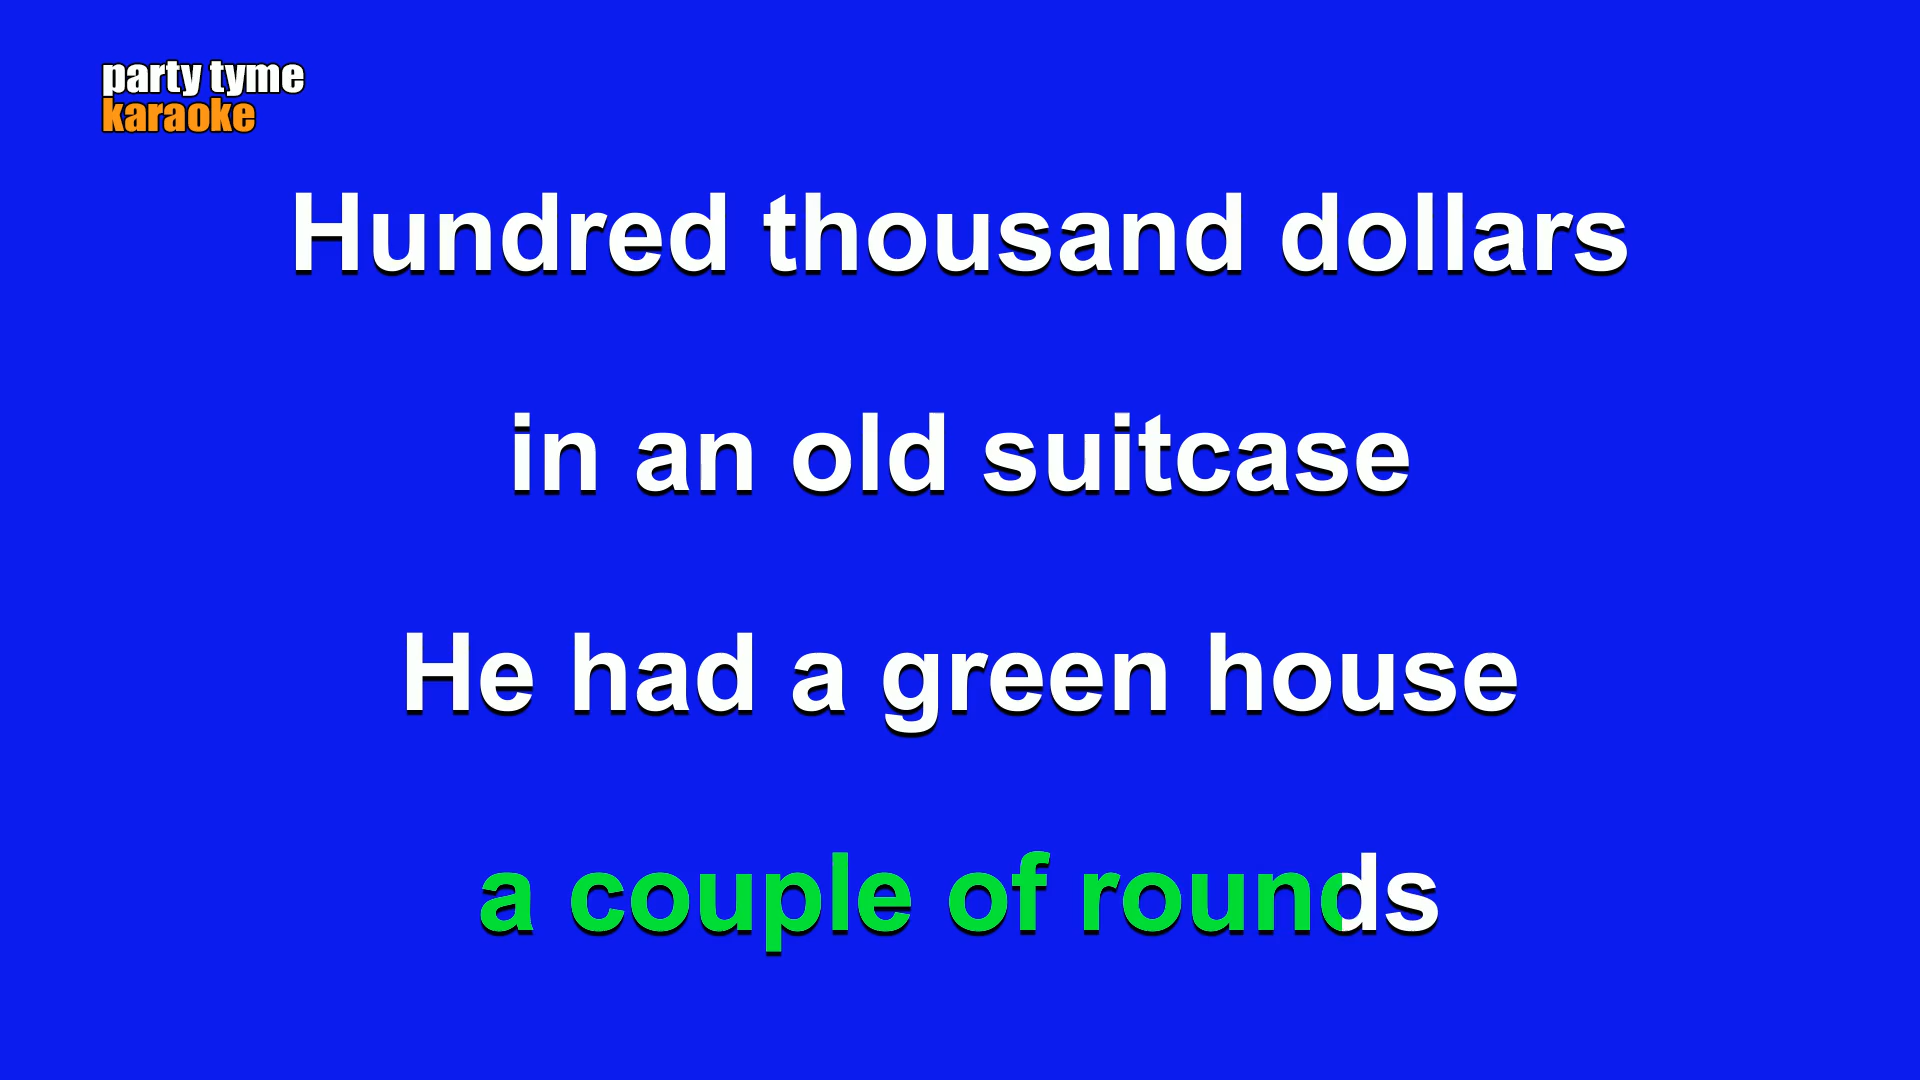 party tyme
karaoke
Hundred thousand dollars
in an old suitcase
He had a green house
a couple of rounds